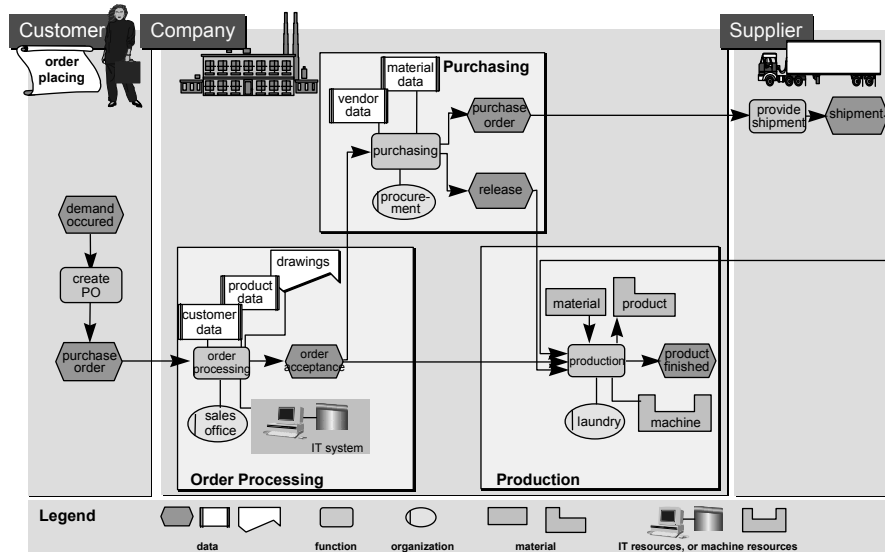 Customer
Company
Supplier
order
placing
Purchasing
material
data
vendor
data
purchase
order
purchasing
release
procure-
ment
provide
shipment
shipment
demand
occured
create
PO
purchase
order
drawings
product
data
customer
data
order
processing
order
acceptance
sales
office
IT system
Order Processing
material
product
production
product
finished
laundry
machine
Production
Legend
data
function
organization
material
IT resources, or machine resources